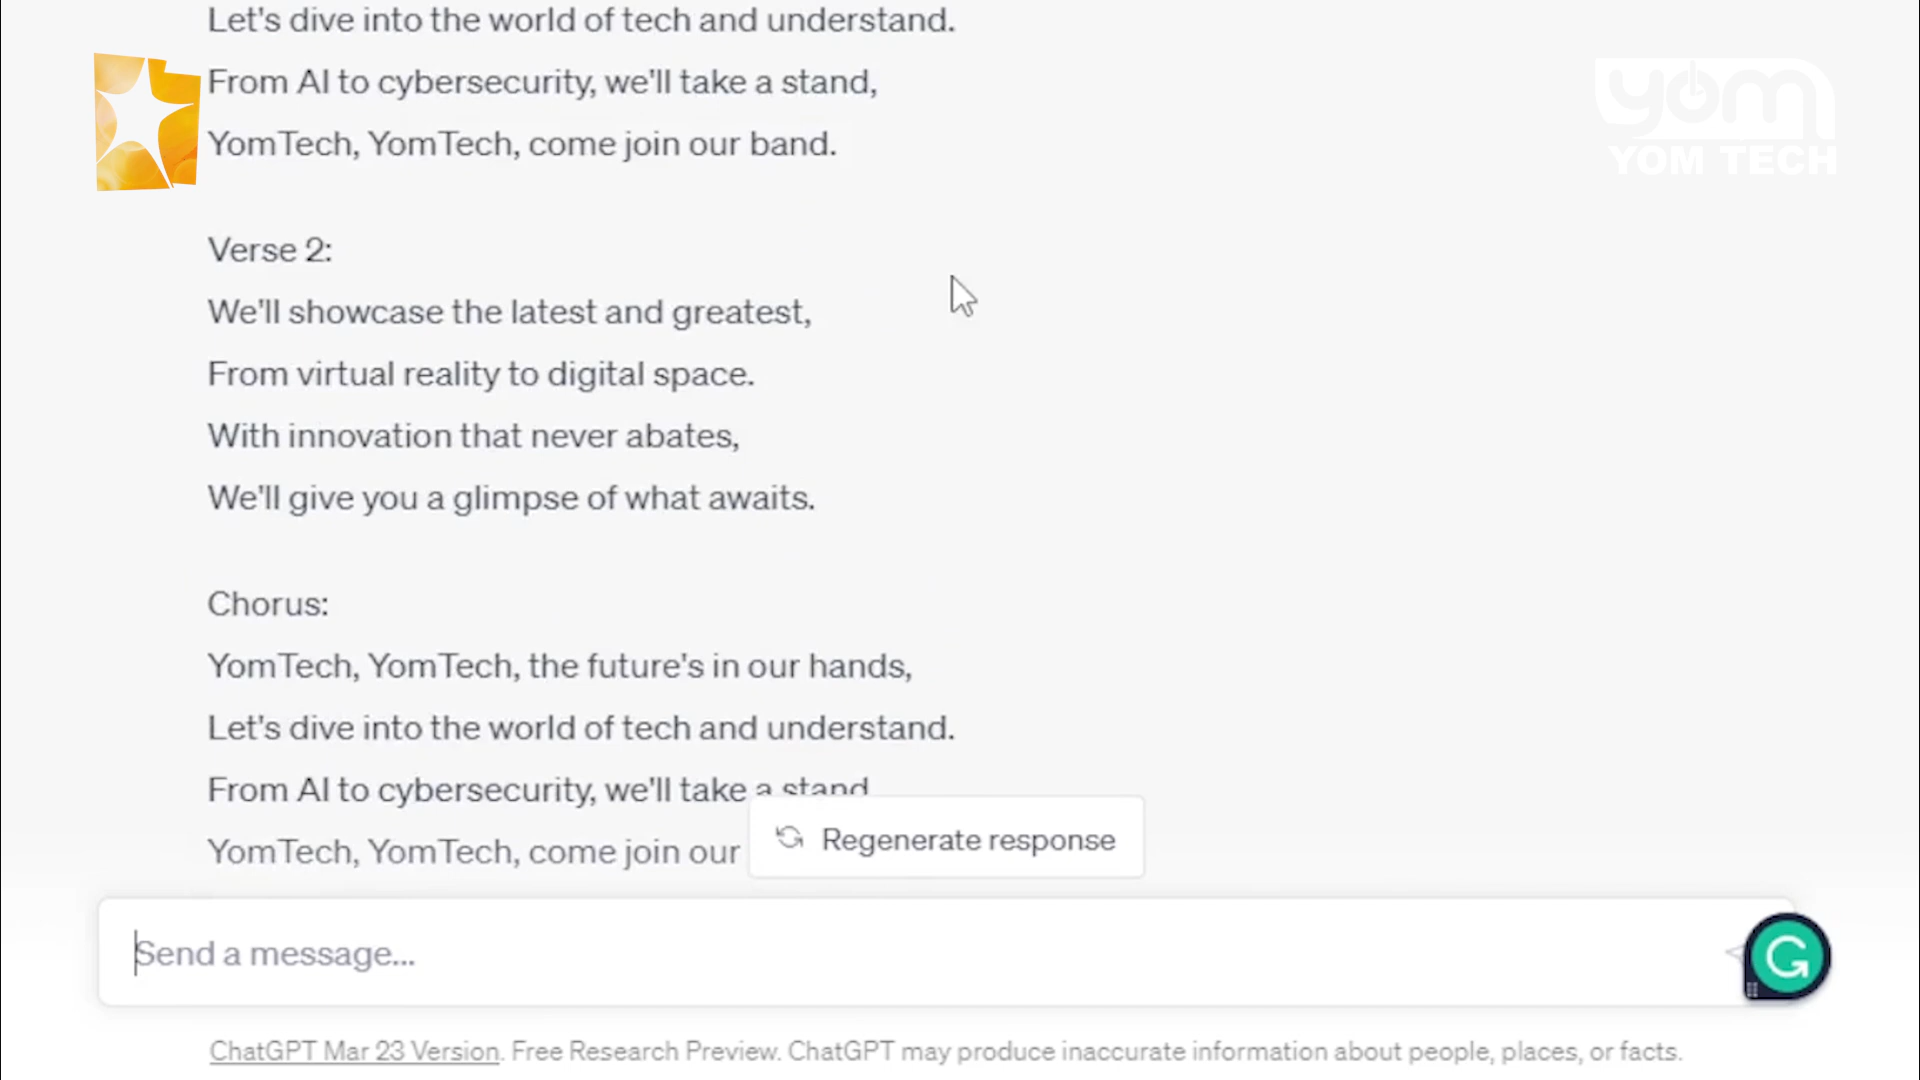 Let's dive into the world of tech and understand.
From AI to cybersecurity, we'll take a stand,
YomTech, YomTech, come join our band.
yom
YOM TECH
Verse 2:
We'll showcase the latest and greatest,
From virtual reality to digital space.
With innovation that never abates,
We'll give you a glimpse of what awaits.
Chorus:
YomTech, YomTech, the future's in our hands,
Let's dive into the world of tech and understand.
From AI to cybersecurity, we'll take a stand
YomTech, YomTech, come join our
Regenerate response
Send a message...
G
ChatGPT Mar 23 Version. Free Research Preview. ChatGPT may produce inaccurate information about people, places, or facts.